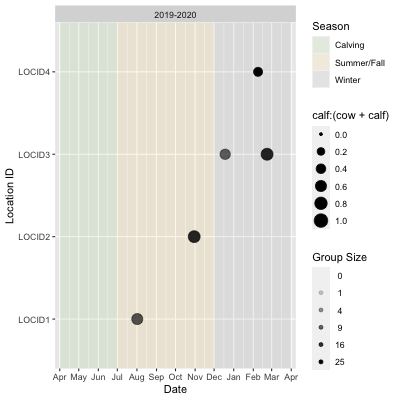 2019-2020
Location ID
LOCID4
LOCID3
LOCID2
LOCID1
Apr May Jun Jul Aug Sep Oct Nov Dec Jan Feb Mar Apr
Date
Season
Calving
Summer/Fall
Winter
calf:(cow + calf)
0.0
0.2
0.4
0.6
0.8
1.0
Group Size
0
1
4
9
16
25